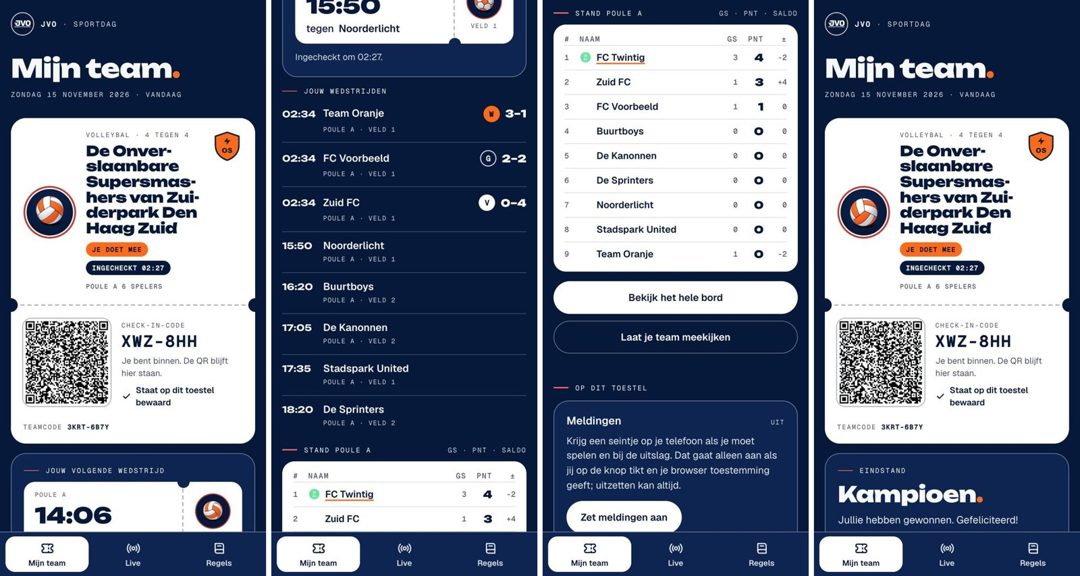 JVO
JVO · SPORTDAG
Mijn team.
ZONDAG 15 NOVEMBER 2026 · VANDAAG
VOLLEYBAL · 4 TEGEN 4
OS
De Onver-
slaanbare
Supersmas-
hers van Zui-
derpark Den
Haag Zuid
JE DOET MEE
INGECHECKT 02:27
POULE A 6 SPELERS
CHECK-IN-CODE
XWZ-8HH
Je bent binnen. De QR blijft
hier staan.
Staat op dit toestel
bewaard
TEAMCODE 3KRT-6B7Y
JOUW VOLGENDE WEDSTRIJD
POULE A
14:06
Mijn team
Live
Regels
15:50
tegen Noorderlicht
VELD 1
Ingecheckt om 02:27.
JOUW WEDSTRIJDEN
02:34 Team Oranje W 3–1
POULE A · VELD 1
02:34 FC Voorbeeld G 2–2
POULE A · VELD 1
02:34 Zuid FC V 0–4
POULE A · VELD 1
15:50 Noorderlicht
POULE A · VELD 1
16:20 Buurtboys
POULE A · VELD 2
17:05 De Kanonnen
POULE A · VELD 2
17:35 Stadspark United
POULE A · VELD 1
18:20 De Sprinters
POULE A · VELD 2
STAND POULE A GS · PNT · SALDO
# NAAM GS PNT ±
1 FC Twintig 3 4 -2
2 Zuid FC 1 3 +4
Mijn team
Live
Regels
STAND POULE A GS · PNT · SALDO
# NAAM GS PNT ±
1 FC Twintig 3 4 -2
2 Zuid FC 1 3 +4
3 FC Voorbeeld 1 1 0
4 Buurtboys 0 0 0
5 De Kanonnen 0 0 0
6 De Sprinters 0 0 0
7 Noorderlicht 0 0 0
8 Stadspark United 0 0 0
9 Team Oranje 1 0 -2
Bekijk het hele bord
Laat je team meekijken
OP DIT TOESTEL
Meldingen UIT
Krijg een seintje op je telefoon als je moet
spelen en bij de uitslag. Dat gaat alleen aan als
jij op de knop tikt en je browser toestemming
geeft; uitzetten kan altijd.
Zet meldingen aan
Mijn team
Live
Regels
JVO
JVO · SPORTDAG
Mijn team.
ZONDAG 15 NOVEMBER 2026 · VANDAAG
VOLLEYBAL · 4 TEGEN 4
OS
De Onver-
slaanbare
Supersmas-
hers van Zui-
derpark Den
Haag Zuid
JE DOET MEE
INGECHECKT 02:27
POULE A 6 SPELERS
CHECK-IN-CODE
XWZ-8HH
Je bent binnen. De QR blijft
hier staan.
Staat op dit toestel
bewaard
TEAMCODE 3KRT-6B7Y
EINDSTAND
Kampioen.
Jullie hebben gewonnen. Gefeliciteerd!
Mijn team
Live
Regels